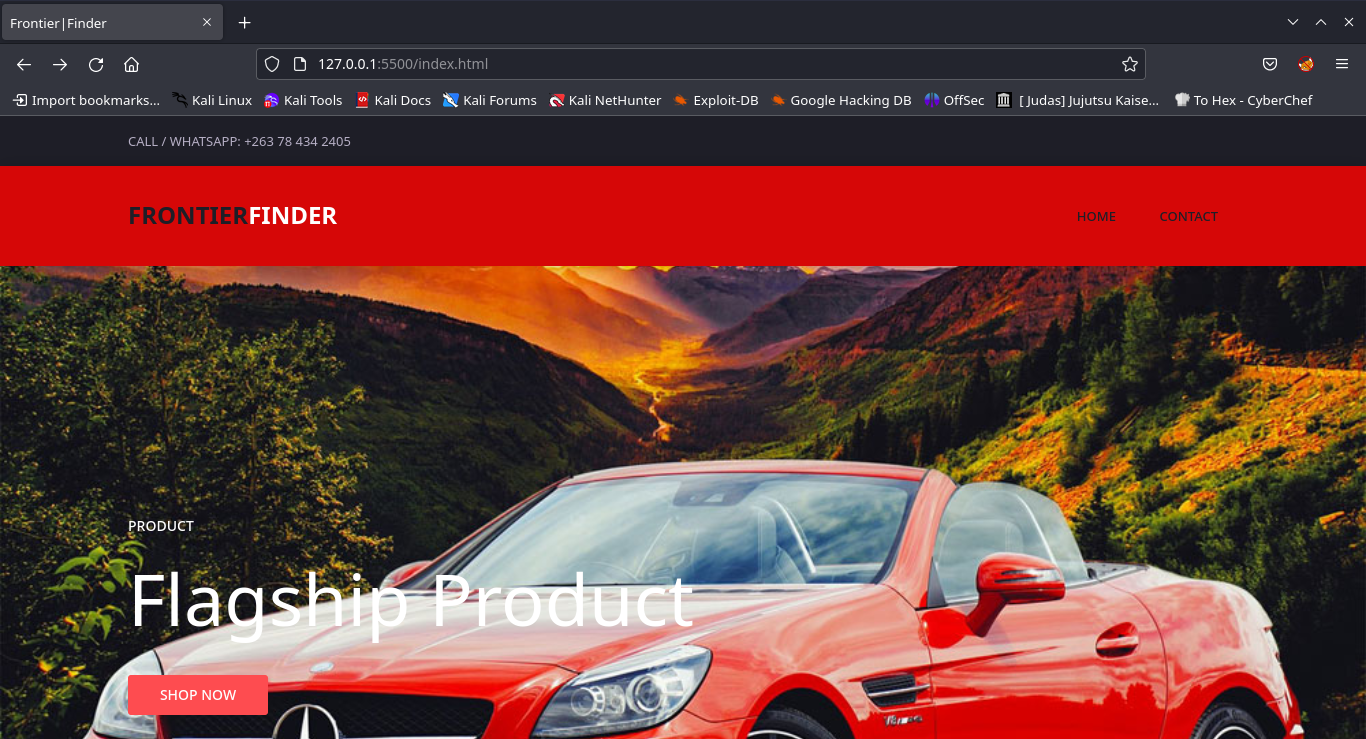 Frontier|Finder
127.0.0.1:5500/index.html
Import bookmarks... Kali Linux Kali Tools Kali Docs Kali Forums Kali NetHunter Exploit-DB Google Hacking DB OffSec [ Judas] Jujutsu Kaise... To Hex - CyberChef
CALL / WHATSAPP: +263 78 434 2405
FRONTIERFINDER HOME CONTACT
PRODUCT
Flagship Product
SHOP NOW